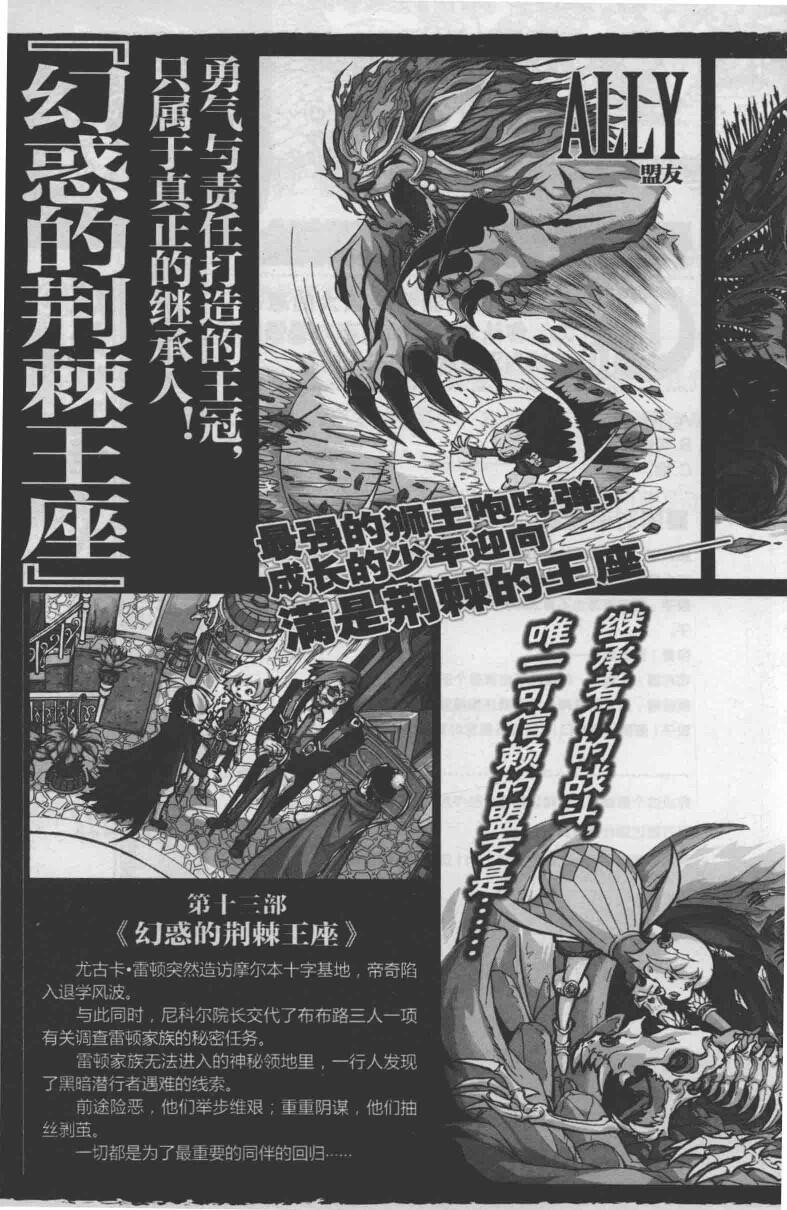 『幻惑的荆棘王座』
勇气与责任打造的王冠，
只属于真正的继承人！
ALLY
盟友
最强的狮王咆哮弹，
成长的少年迎向
满是荆棘的王座——
继承者们的战斗，
唯一可信赖的盟友是……
第十三部
《幻惑的荆棘王座》
尤古卡·雷顿突然造访摩尔本十字基地，帝奇陷
入退学风波。
与此同时，尼科尔院长交代了布布路三人一项
有关调查雷顿家族的秘密任务。
雷顿家族无法进入的神秘领地里，一行人发现
了黑暗潜行者遇难的线索。
前途险恶，他们举步维艰；重重阴谋，他们抽
丝剥茧。
一切都是为了最重要的同伴的回归……